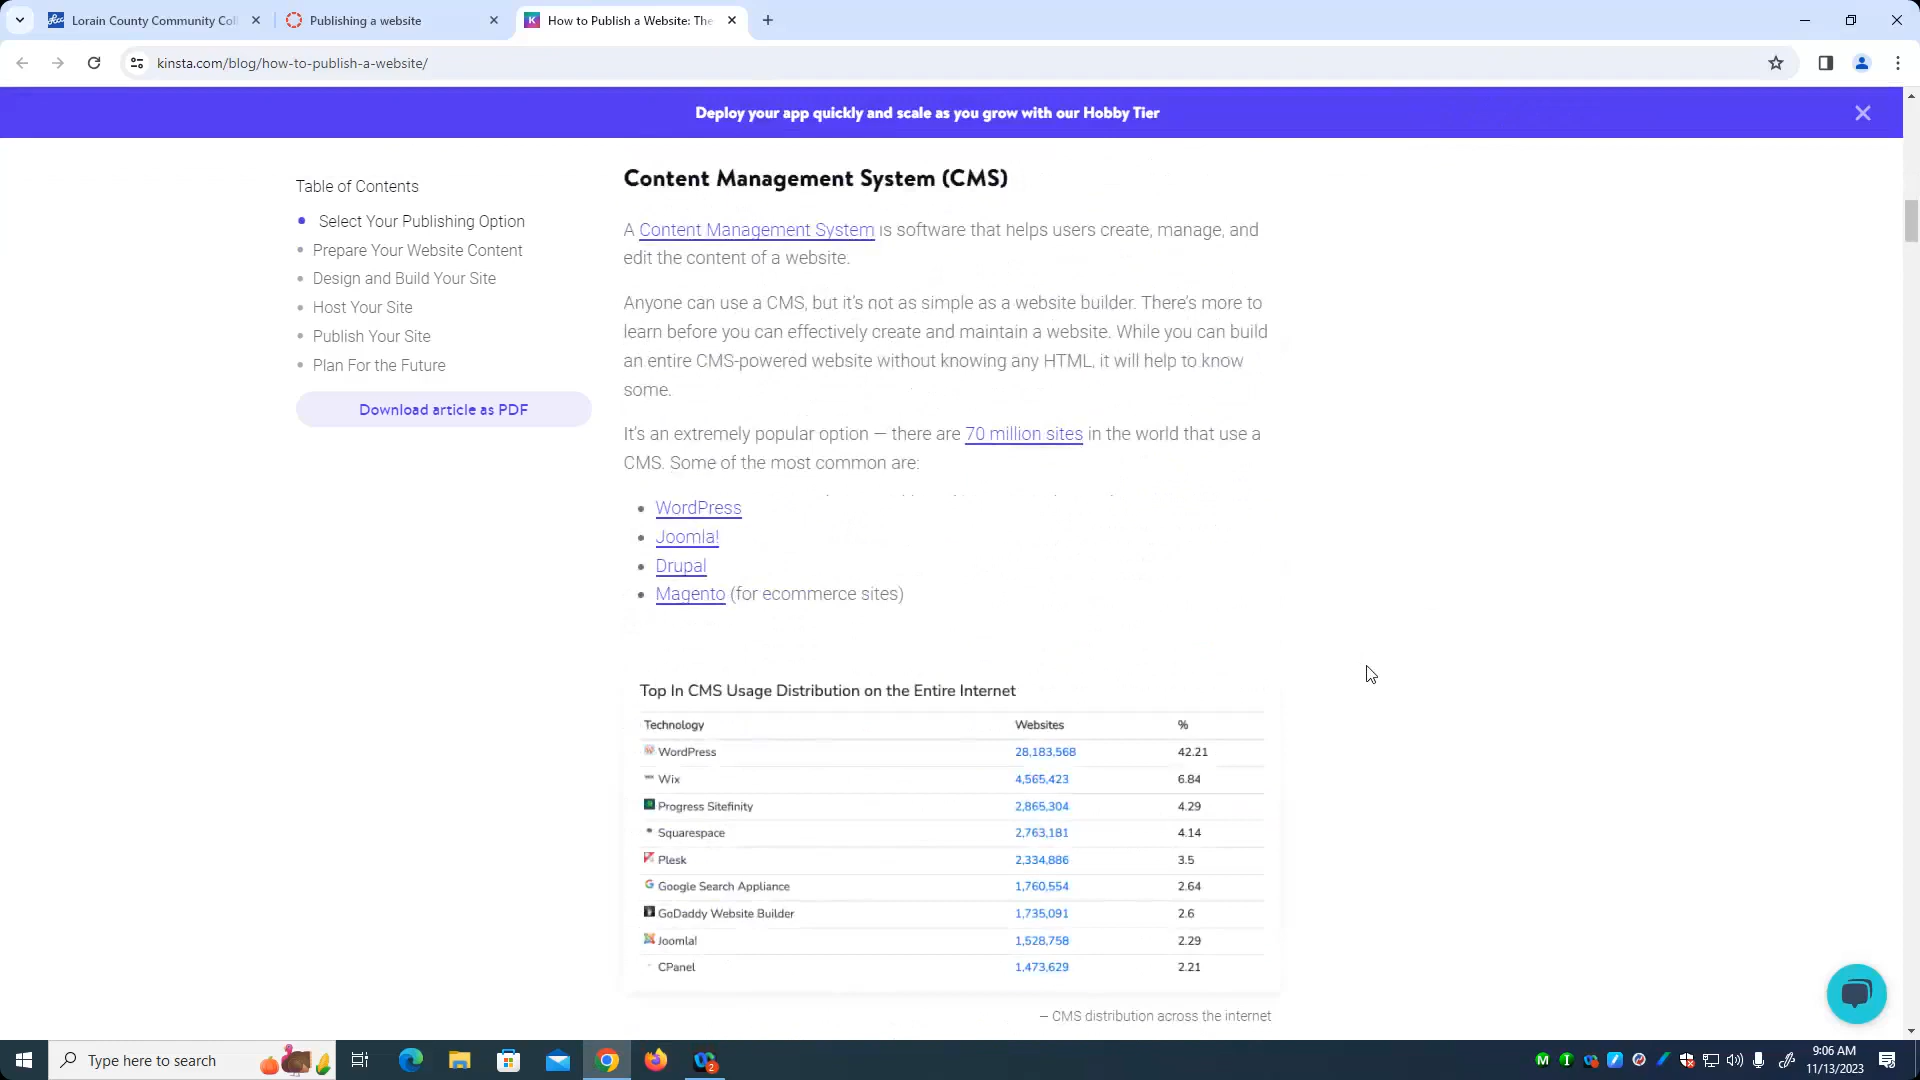 Lorain County Community Col
Publishing a website
How to Publish a Website: The
kinsta.com/blog/how-to-publish-a-website/
Deploy your app quickly and scale as you grow with our Hobby Tier
Table of Contents
Select Your Publishing Option
Prepare Your Website Content
Design and Build Your Site
Host Your Site
Publish Your Site
Plan For the Future
Download article as PDF
Content Management System (CMS)
A Content Management System is software that helps users create, manage, and
edit the content of a website.
Anyone can use a CMS, but it's not as simple as a website builder. There's more to
learn before you can effectively create and maintain a website. While you can build
an entire CMS-powered website without knowing any HTML, it will help to know
some.
It's an extremely popular option — there are 70 million sites in the world that use a
CMS. Some of the most common are:
WordPress
Joomla!
Drupal
Magento (for ecommerce sites)
Top In CMS Usage Distribution on the Entire Internet
Technology Websites %
WordPress 28,183,568 42.21
Wix 4,565,423 6.84
Progress Sitefinity 2,865,304 4.29
Squarespace 2,763,181 4.14
Plesk 2,334,886 3.5
Google Search Appliance 1,760,554 2.64
GoDaddy Website Builder 1,735,091 2.6
Joomla! 1,528,758 2.29
CPanel 1,473,629 2.21
— CMS distribution across the internet
Type here to search
2
9:06 AM
11/13/2023